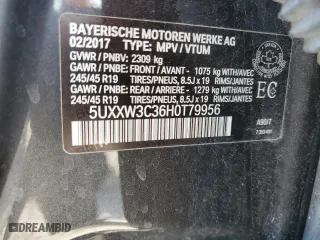 BAYERISCHE MOTOREN WERKE AG
02/2017 TYPE: MPV / VTUM
GVWR / PNBV: 2309 kg
GAWR / PNBE: FRONT / AVANT - 1075 kg WITH/AVEC
245/45 R19 TIRES/PNEUS, 8.5J x 19 RIMS/JANTES
GAWR / PNBE: REAR / ARRIERE - 1279 kg WITH/AVEC
245/45 R19 TIRES/PNEUS, 8.5J x 19 RIMS/JANTES
EC
5UXXW3C36H0T79956
A90/7